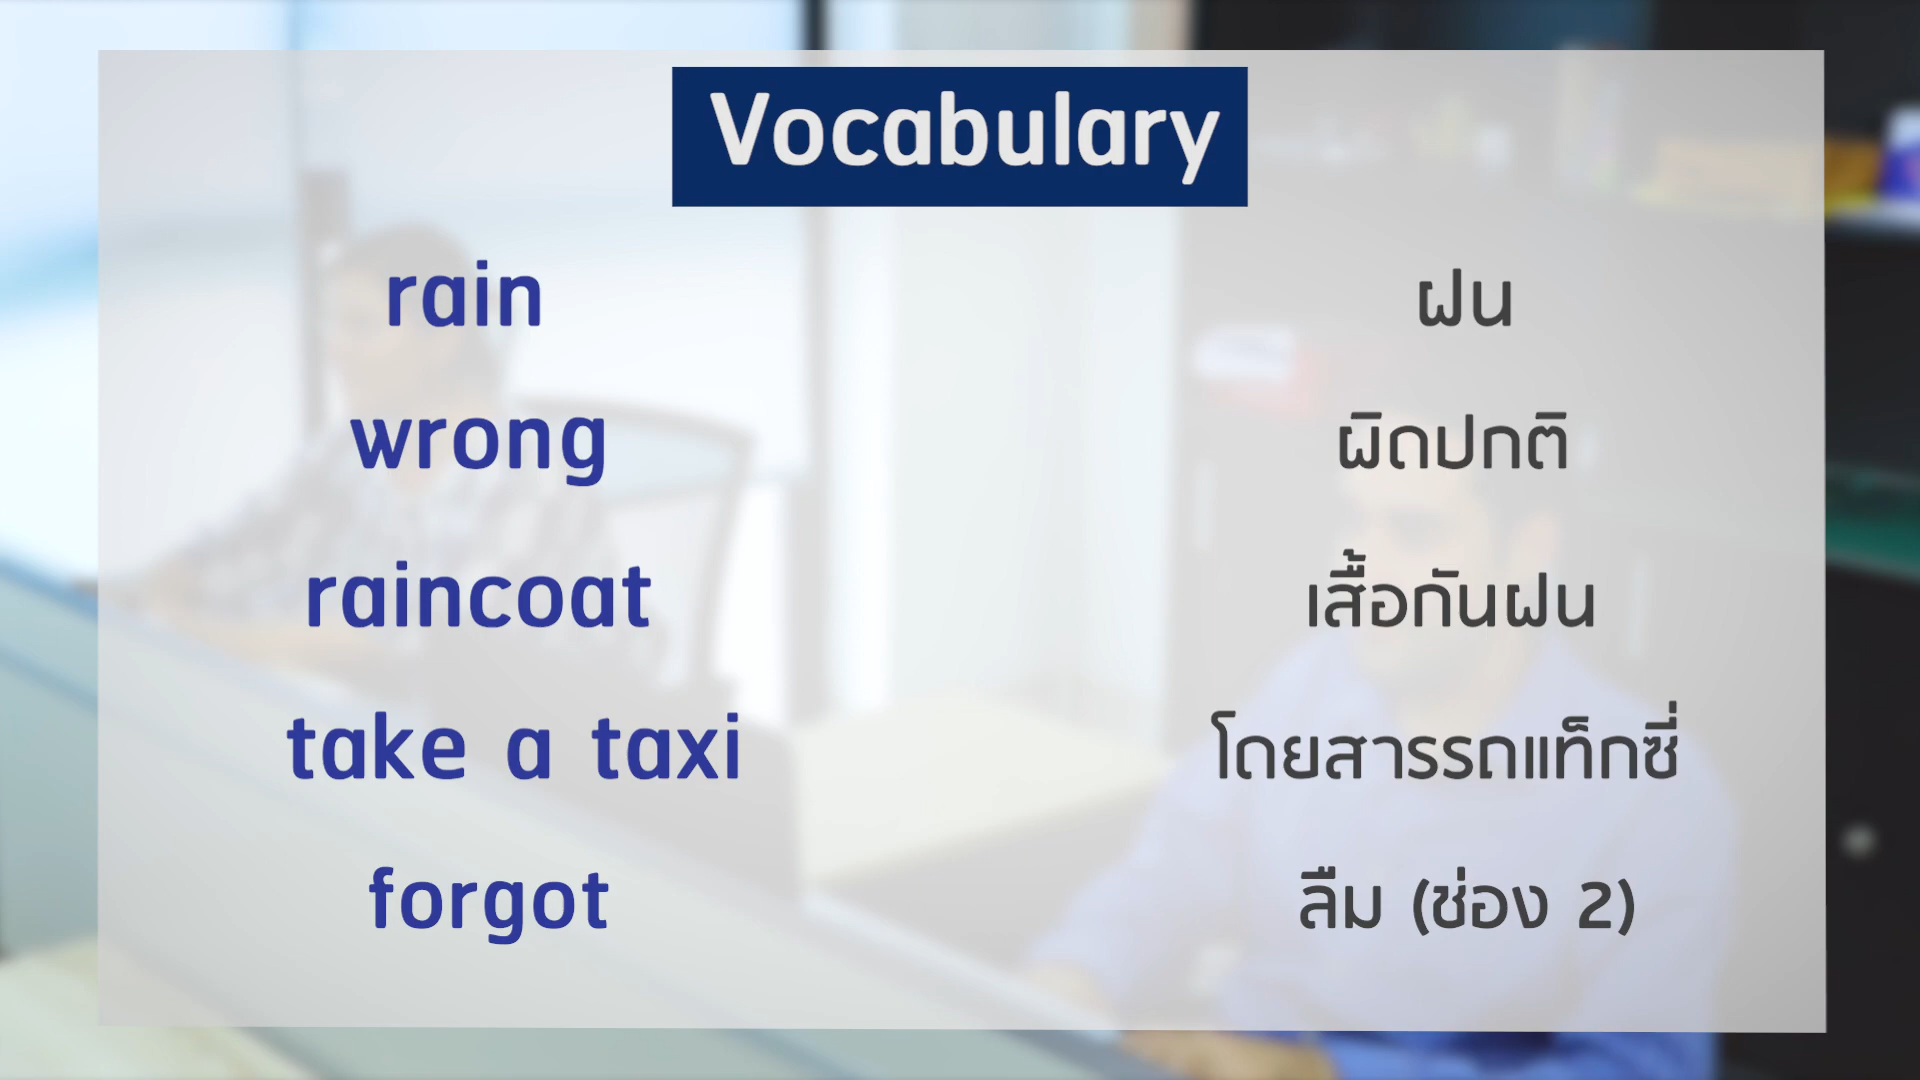 Vocabulary
rain ฝน
wrong ผิดปกติ
raincoat เสื้อกันฝน
take a taxi โดยสารรถแท็กซี่
forgot ลืม (ช่อง 2)